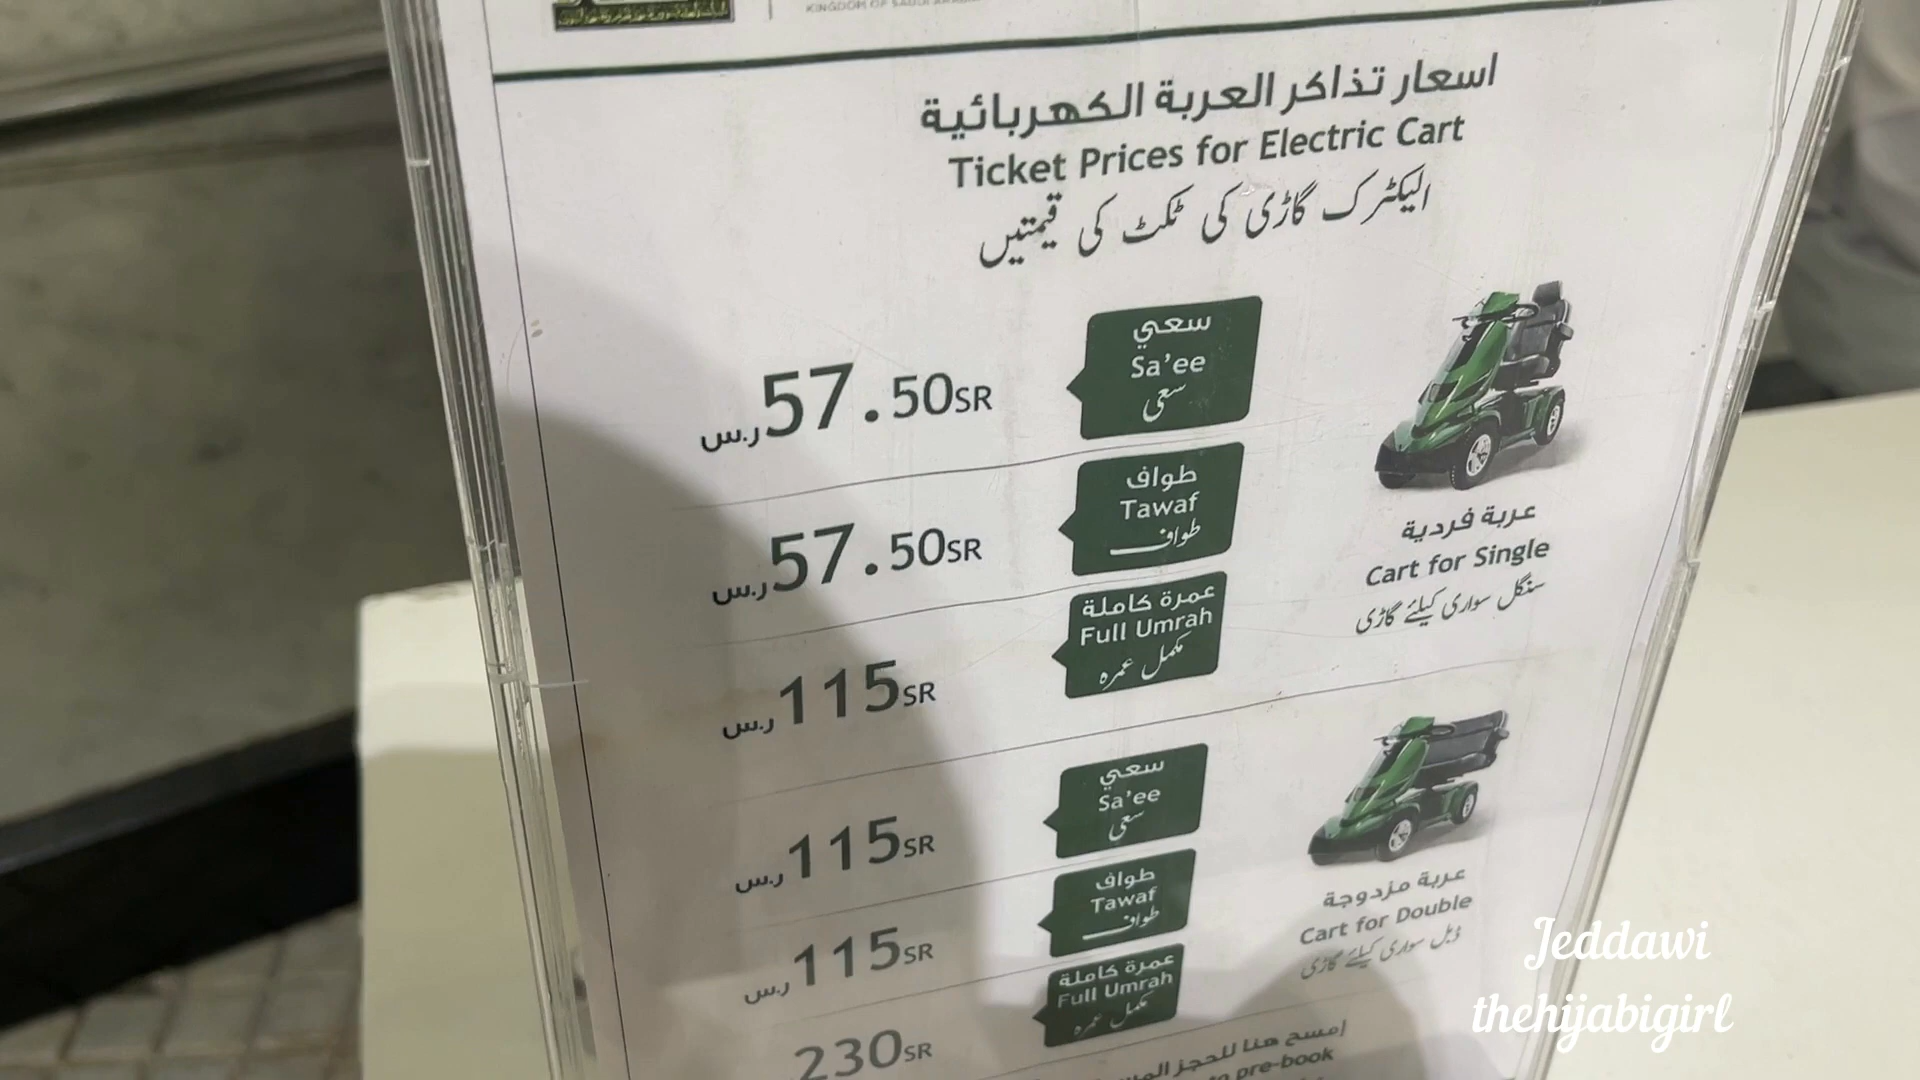 KINGDOM OF SAUDI ARABIA
اسعار تذاكر العربة الكهربائية
Ticket Prices for Electric Cart
الیکٹرک گاڑی کی ٹکٹ کی قیمتیں
سعي
Sa'ee
سعی
57.50SR ر.س
طواف
Tawaf
طواف
57.50SR ر.س
عمرة كاملة
Full Umrah
مکمل عمرہ
115SR ر.س
عربة فردية
Cart for Single
سنگل سواری کیلئے گاڑی
سعي
Sa'ee
سعی
115SR ر.س
طواف
Tawaf
طواف
115SR ر.س
عمرة كاملة
Full Umrah
مکمل عمرہ
230SR
عربة مزدوجة
Cart for Double
ڈبل سواری کیلئے گاڑی
إمسح هنا للحجز
to pre-book
Jeddawi
thehijabigirl